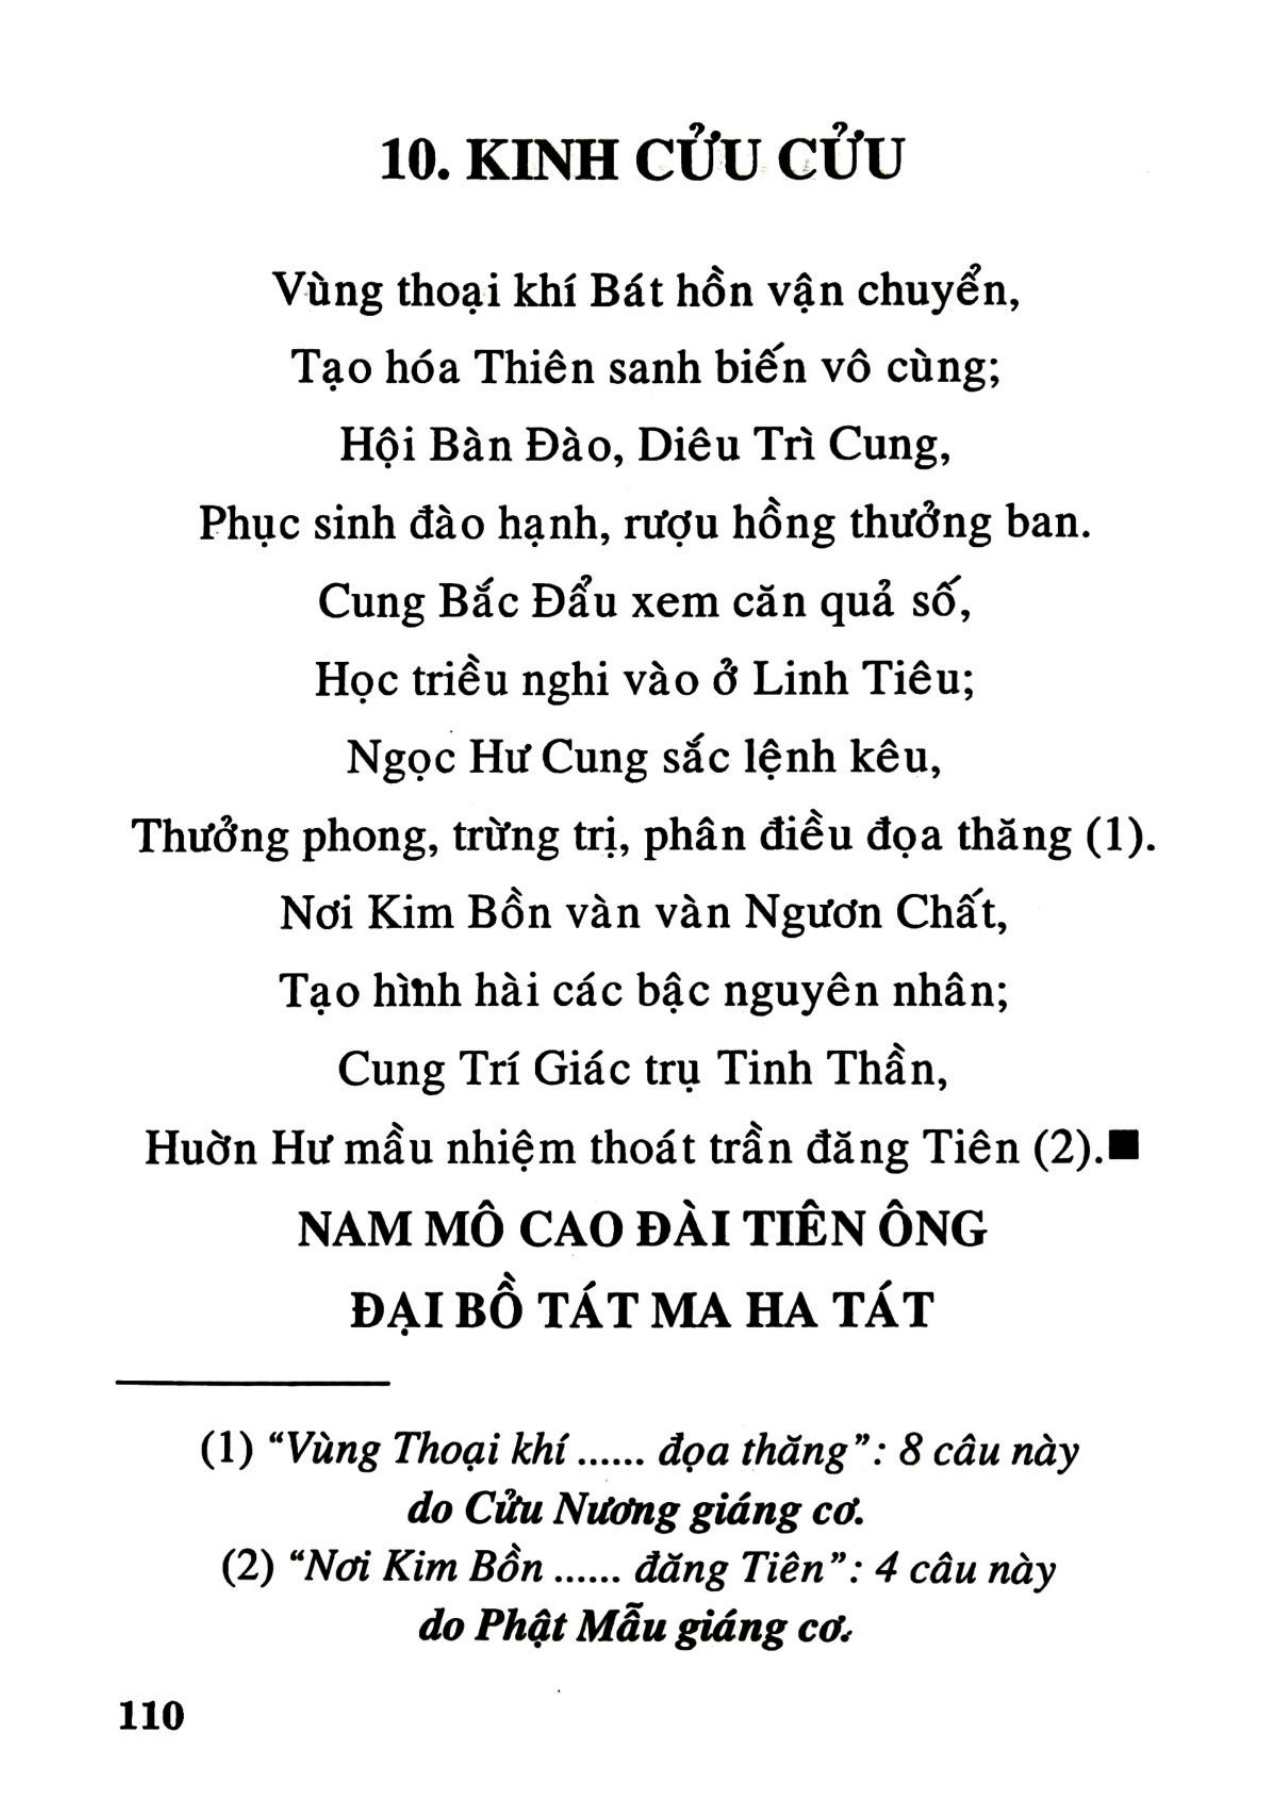 10. KINH CỬU CỬU
Vùng thoại khí Bát hồn vận chuyển,
Tạo hóa Thiên sanh biến vô cùng;
Hội Bàn Đào, Diêu Trì Cung,
Phục sinh đào hạnh, rượu hồng thưởng ban.
Cung Bắc Đẩu xem căn quả số,
Học triều nghi vào ở Linh Tiêu;
Ngọc Hư Cung sắc lệnh kêu,
Thưởng phong, trừng trị, phân điều đọa thăng (1).
Nơi Kim Bồn vàn vàn Ngươn Chất,
Tạo hình hài các bậc nguyên nhân;
Cung Trí Giác trụ Tinh Thần,
Huờn Hư mầu nhiệm thoát trần đăng Tiên (2).■
NAM MÔ CAO ĐÀI TIÊN ÔNG
ĐẠI BỒ TÁT MA HA TÁT
(1) “Vùng Thoại khí ...... đọa thăng”: 8 câu này
do Cửu Nương giáng cơ.
(2) “Nơi Kim Bồn ...... đăng Tiên”: 4 câu này
do Phật Mẫu giáng cơ.
110